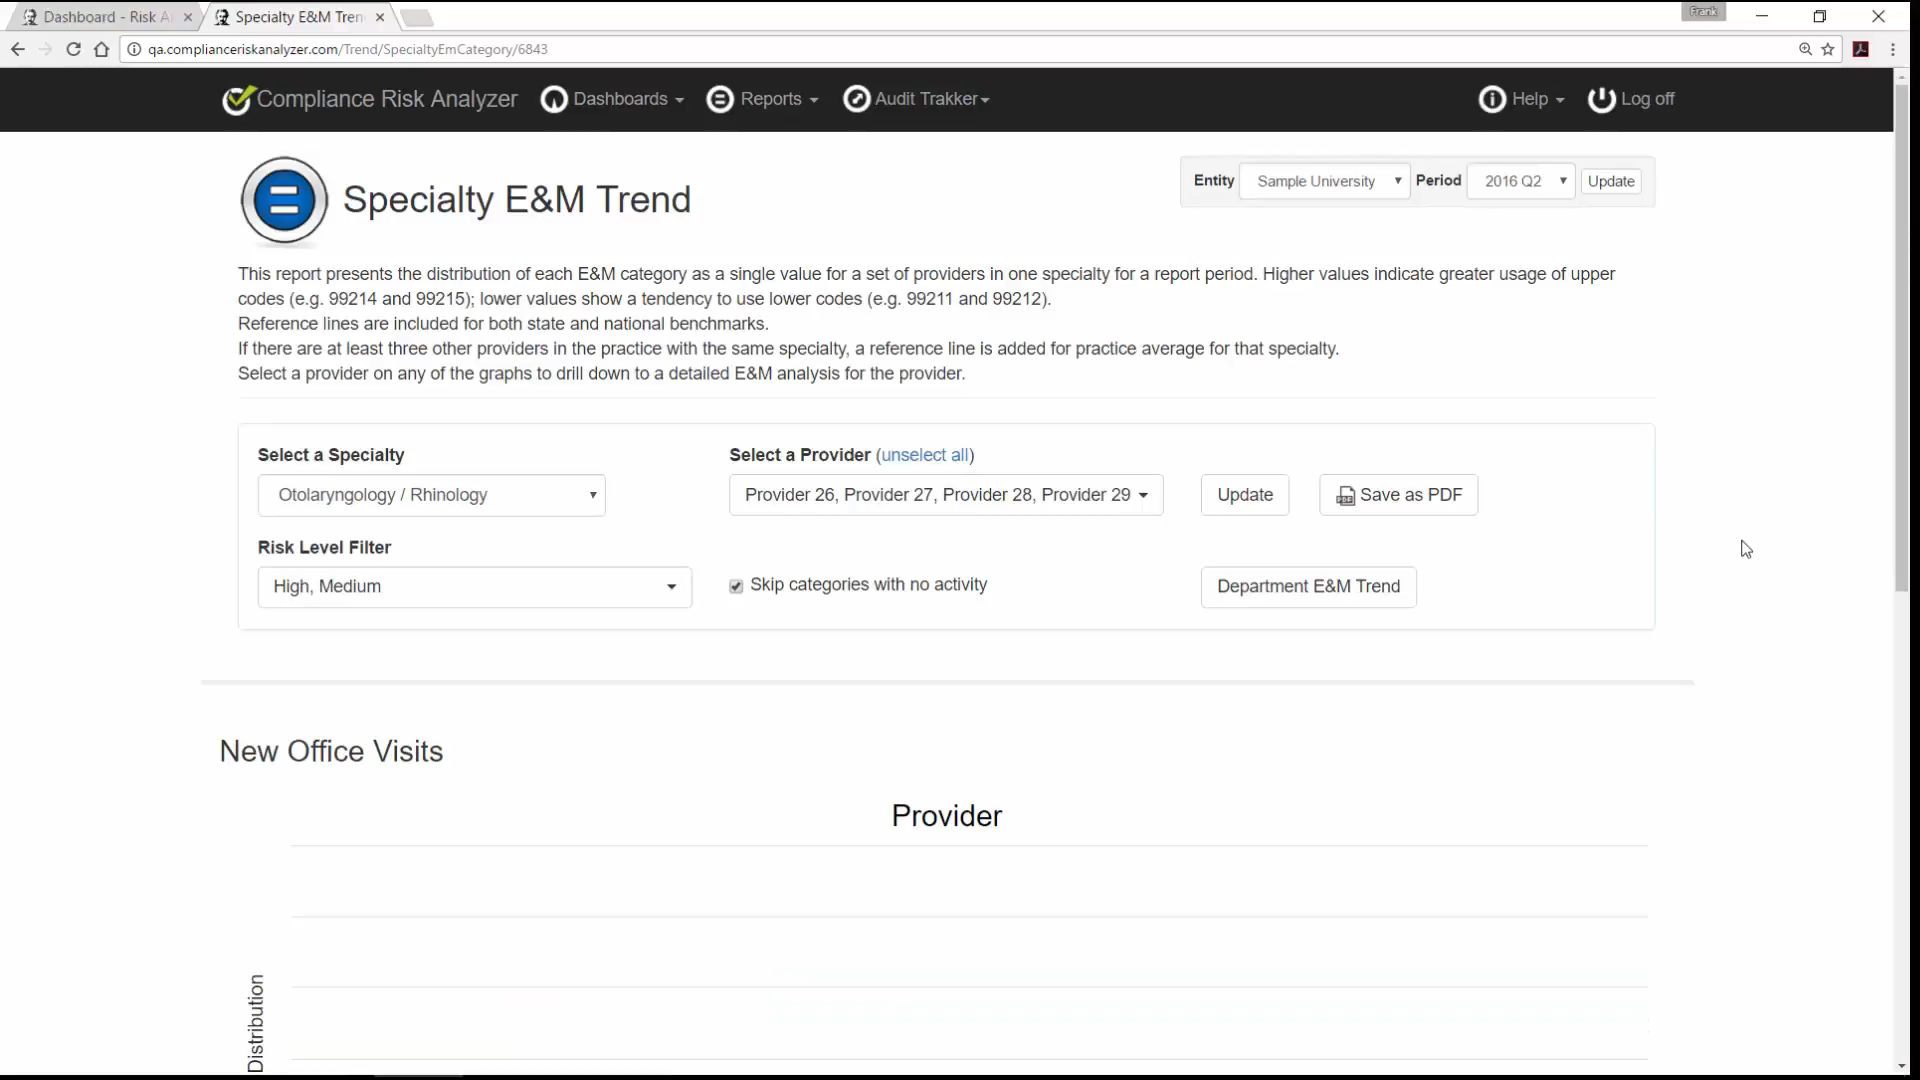 Dashboard - Risk A
Specialty E&M Tren
Frank
qa.complianceriskanalyzer.com/Trend/SpecialtyEmCategory/6843
Compliance Risk Analyzer Dashboards Reports Audit Trakker Help Log off
Specialty E&M Trend
Entity Sample University Period 2016 Q2 Update
This report presents the distribution of each E&M category as a single value for a set of providers in one specialty for a report period. Higher values indicate greater usage of upper
codes (e.g. 99214 and 99215); lower values show a tendency to use lower codes (e.g. 99211 and 99212).
Reference lines are included for both state and national benchmarks.
If there are at least three other providers in the practice with the same specialty, a reference line is added for practice average for that specialty.
Select a provider on any of the graphs to drill down to a detailed E&M analysis for the provider.
Select a Specialty
Otolaryngology / Rhinology
Select a Provider (unselect all)
Provider 26, Provider 27, Provider 28, Provider 29
Update
Save as PDF
Risk Level Filter
High, Medium
Skip categories with no activity
Department E&M Trend
New Office Visits
Provider
Distribution